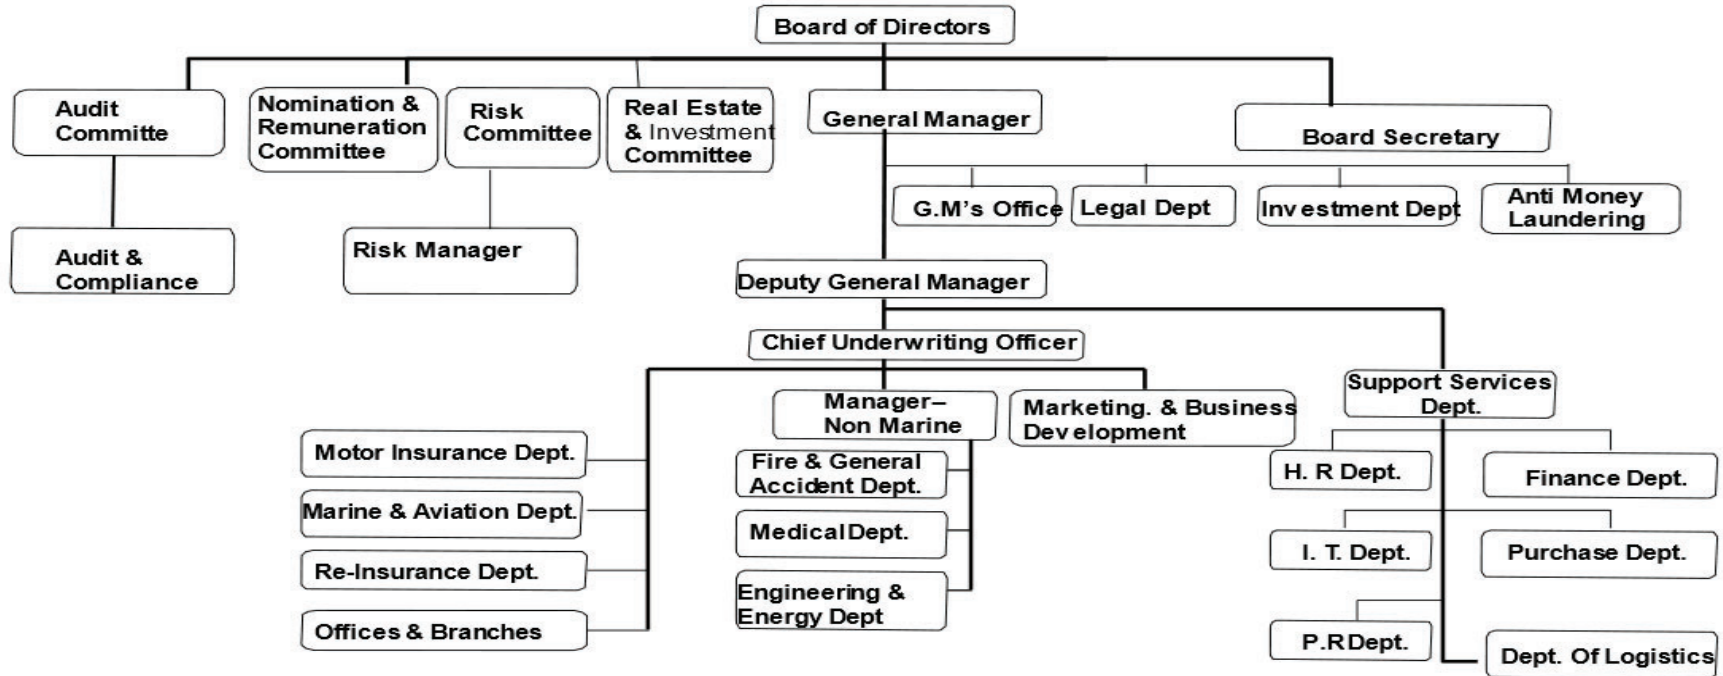 Board of Directors
Audit
Committe
Nomination &
Remuneration
Committee
Risk
Committee
Real Estate
& Investment
Committee
General Manager
Board Secretary
G.M's Office
Legal Dept
Investment Dept
Anti Money
Laundering
Audit &
Compliance
Risk Manager
Deputy General Manager
Chief Underwriting Officer
Support Services
Dept.
Manager–
Non Marine
Marketing. & Business
Development
Motor Insurance Dept.
Marine & Aviation Dept.
Re-Insurance Dept.
Offices & Branches
Fire & General
Accident Dept.
Medical Dept.
Engineering &
Energy Dept
H. R Dept.
Finance Dept.
I. T. Dept.
Purchase Dept.
P.R Dept.
Dept. Of Logistics